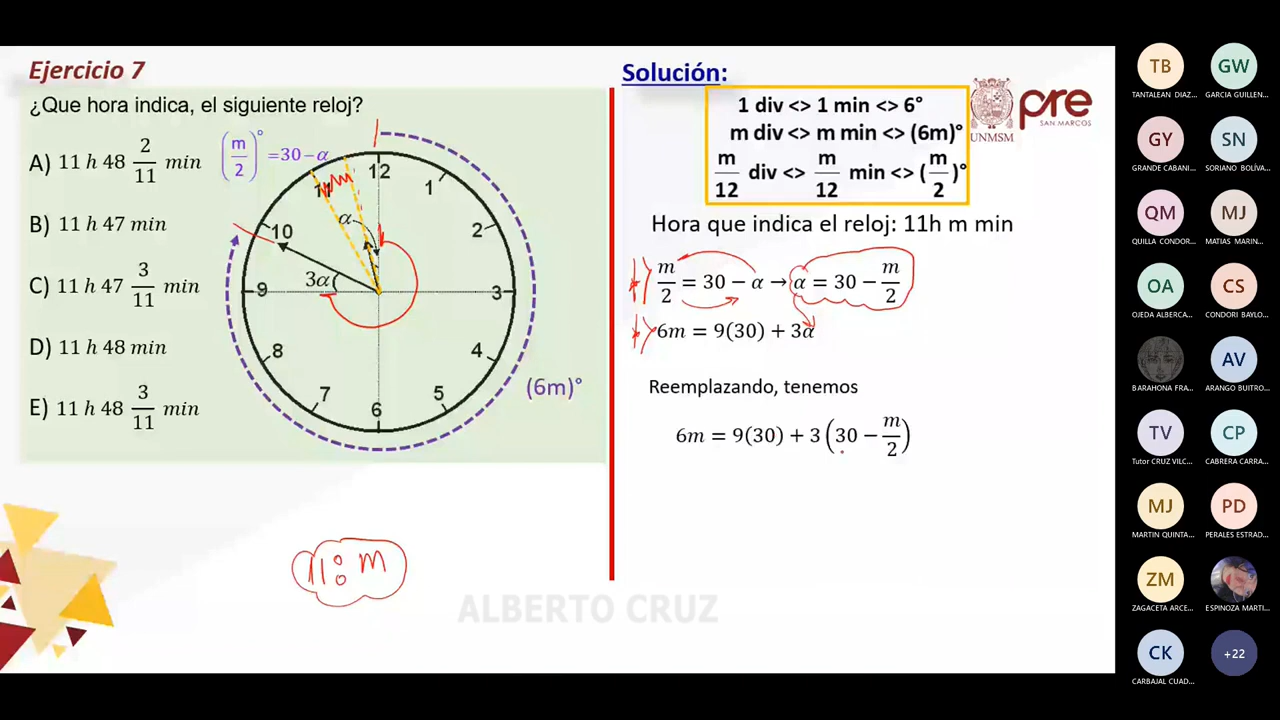 Ejercicio 7
¿Que hora indica, el siguiente reloj?
A) 11 h 48 2/11 min
B) 11 h 47 min
C) 11 h 47 3/11 min
D) 11 h 48 min
E) 11 h 48 3/11 min
(m/2)° =30−α
12
1
2
3
4
5
6
7
8
9
10
11
α
3α
(6m)°
11:m
Solución:
1 div <> 1 min <> 6°
m div <> m min <> (6m)°
m/12 div <> m/12 min <> (m/2)°
UNMSM
pre
SAN MARCOS
Hora que indica el reloj: 11h m min
*) m/2 = 30 − α → α = 30 − m/2
*) 6m = 9(30) + 3α
Reemplazando, tenemos
6m = 9(30) + 3(30 − m/2)
ALBERTO CRUZ
TB
TANTALEAN DIAZ...
GW
GARCIA GUILLEN...
GY
GRANDE CABANI...
SN
SORIANO BOLÍVA...
QM
QUILLA CONDOR...
MJ
MATIAS MARIN...
OA
OJEDA ALBERCA...
CS
CONDORI BAYLO...
BARAHONA FRA...
AV
ARANGO BUITRO...
TV
Tutor CRUZ VILC...
CP
CABRERA CARRA...
MJ
MARTIN QUINTA...
PD
PERALES ESTRAD...
ZM
ZAGACETA ARCE...
ESPINOZA MARTI...
CK
CARBAJAL CUAD...
+22